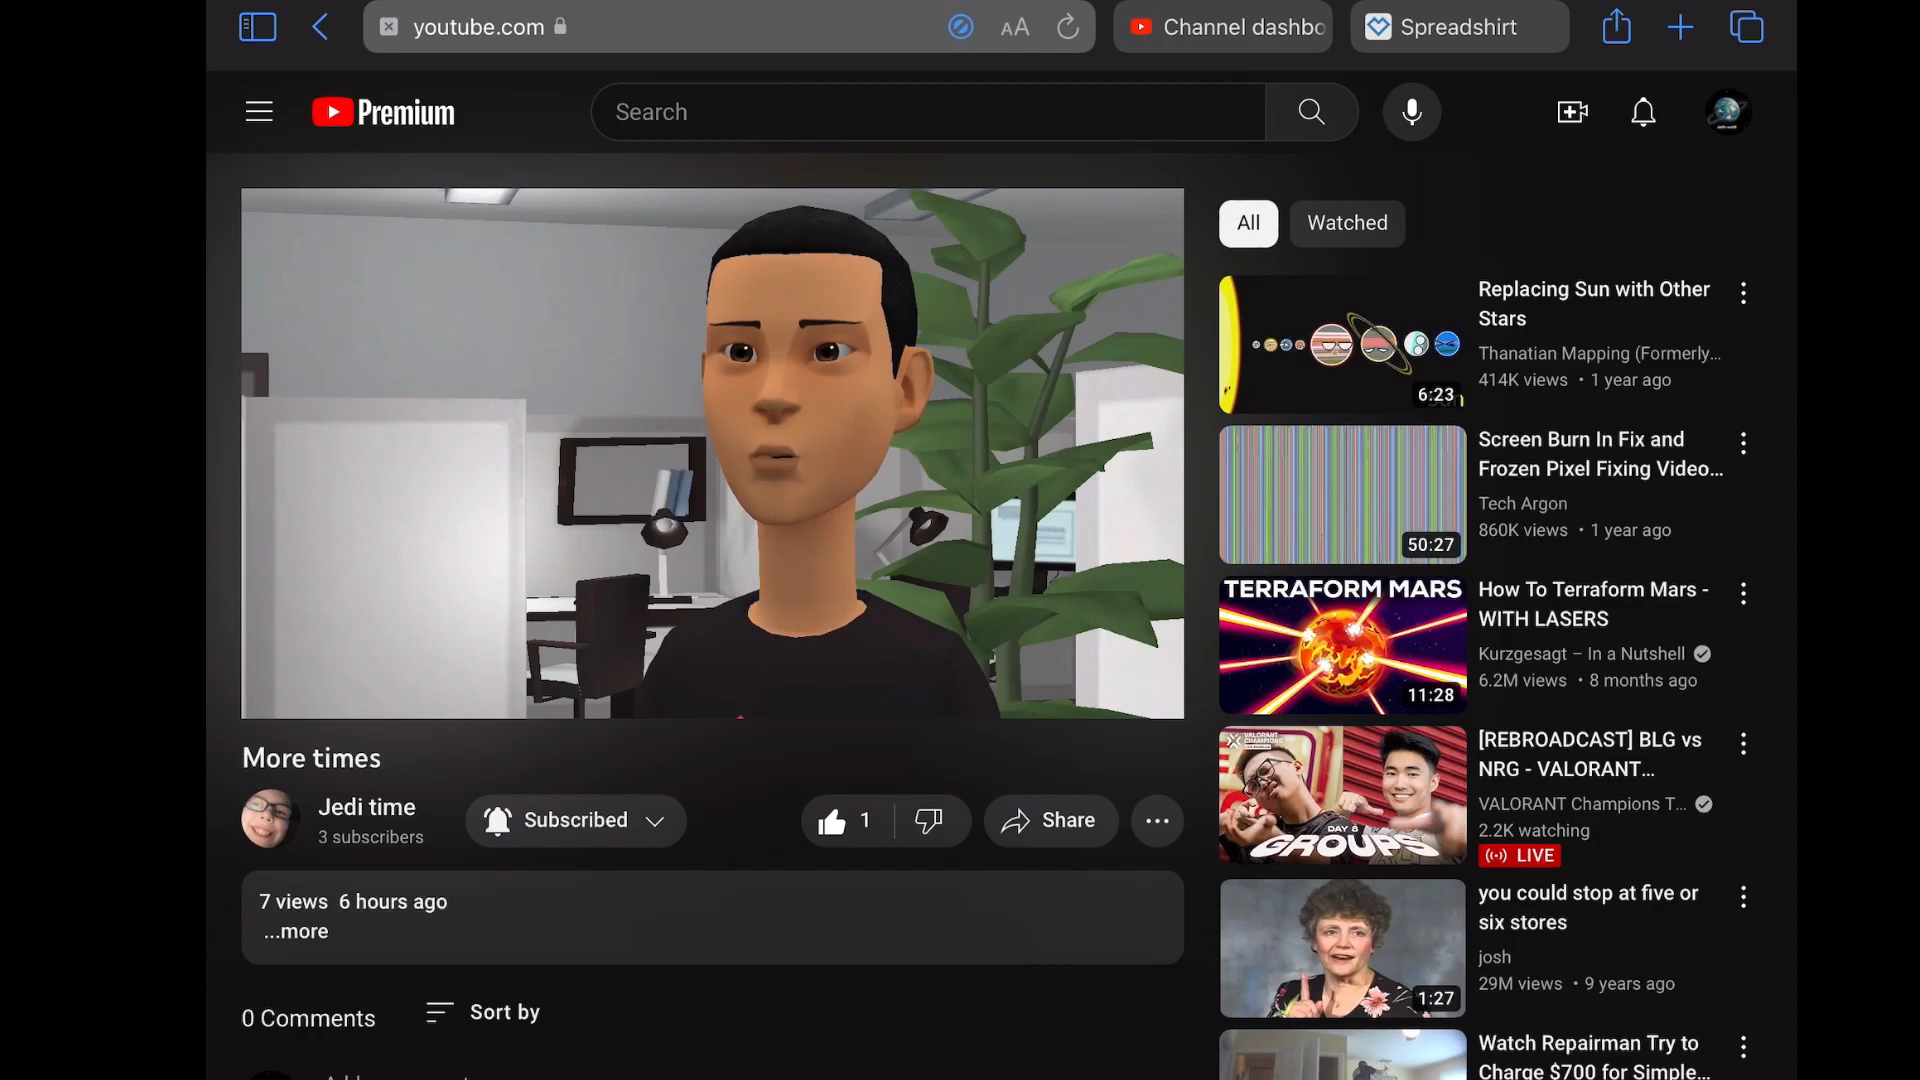 youtube.com
AA
Channel dashbo
Spreadshirt
Premium
Search
All
Watched
Replacing Sun with Other
Stars
Thanatian Mapping (Formerly...
414K views • 1 year ago
6:23
Screen Burn In Fix and
Frozen Pixel Fixing Video...
Tech Argon
860K views • 1 year ago
50:27
TERRAFORM MARS
How To Terraform Mars -
WITH LASERS
Kurzgesagt – In a Nutshell
6.2M views • 8 months ago
11:28
VALORANT
CHAMPIONS
DAY 8
GROUPS
[REBROADCAST] BLG vs
NRG - VALORANT...
VALORANT Champions T...
2.2K watching
LIVE
you could stop at five or
six stores
josh
29M views • 9 years ago
1:27
Watch Repairman Try to
Charge $700 for Simple...
More times
Jedi time
3 subscribers
Subscribed
1
Share
7 views 6 hours ago
...more
0 Comments
Sort by